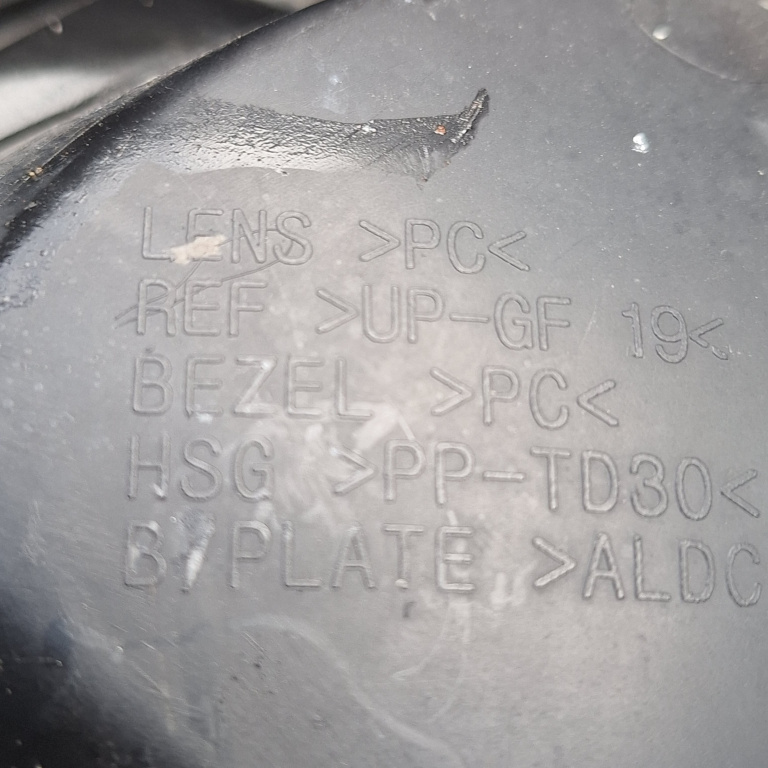 LENS >PC<
REF >UP-GF 19<
BEZEL >PC<
HSG >PP-TD30<
B/PLATE >ALDC